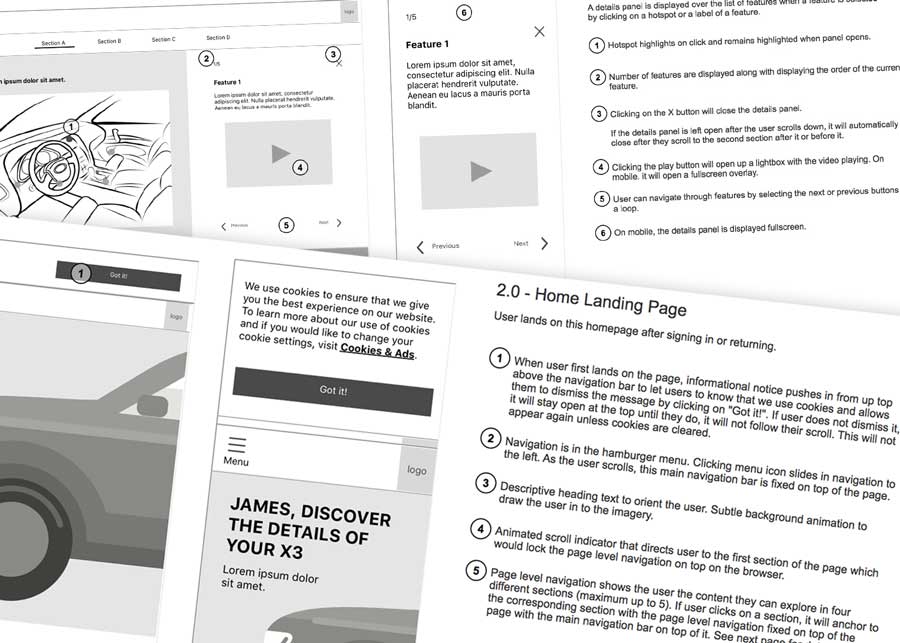 logo
Section A
Section B
Section C
Section D
ipsum dolor sit amet.
1
2
1/5
3
Feature 1
Lorem ipsum dolor sit amet, consectetur
adipiscing elit. Nulla placerat hendrerit vulputate.
Aenean eu lacus a mauris porta blandit.
4
Previous
5
Next
1/5
6
Feature 1
Lorem ipsum dolor sit amet,
consectetur adipiscing elit. Nulla
placerat hendrerit vulputate.
Aenean eu lacus a mauris porta
blandit.
Previous
Next
A details panel is displayed over the list of features when a feature is
by clicking on a hotspot or a label of a feature.
1 Hotspot highlights on click and remains highlighted when panel opens.
2 Number of features are displayed along with displaying the order of the
feature.
3 Clicking on the X button will close the details panel.
If the details panel is left open after the user scrolls down, it will automatically
close after they scroll to the second section after it or before it.
4 Clicking the play button will open up a lightbox with the video playing. On
mobile. it will open a fullscreen overlay.
5 User can navigate through features by selecting the next or previous buttons
a loop.
6 On mobile, the details panel is displayed fullscreen.
1
Got it!
logo
We use cookies to ensure that we give
you the best experience on our website.
To learn more about our use of cookies
and if you would like to change your
cookie settings, visit Cookies & Ads.
Got it!
Menu
logo
JAMES, DISCOVER
THE DETAILS OF
YOUR X3
Lorem ipsum dolor
sit amet.
2.0 - Home Landing Page
User lands on this homepage after signing in or returning.
1 When user first lands on the page, informational notice pushes in from up top
above the navigation bar to let users to know that we use cookies and allows
them to dismiss the message by clicking on "Got it!". If user does not dismiss it,
it will stay open at the top until they do, it will not follow their scroll. This will not
appear again unless cookies are cleared.
2 Navigation is in the hamburger menu. Clicking menu icon slides in navigation to
the left. As the user scrolls, this main navigation bar is fixed on top of the page.
3 Descriptive heading text to orient the user. Subtle background animation to
draw the user in to the imagery.
4 Animated scroll indicator that directs user to the first section of the page which
would lock the page level navigation on top on the browser.
5 Page level navigation shows the user the content they can explore in four
different sections (maximum up to 5). If user clicks on a section, it will anchor to
the corresponding section with the page level navigation fixed on top of the
page with the main navigation bar on top of it. See next page